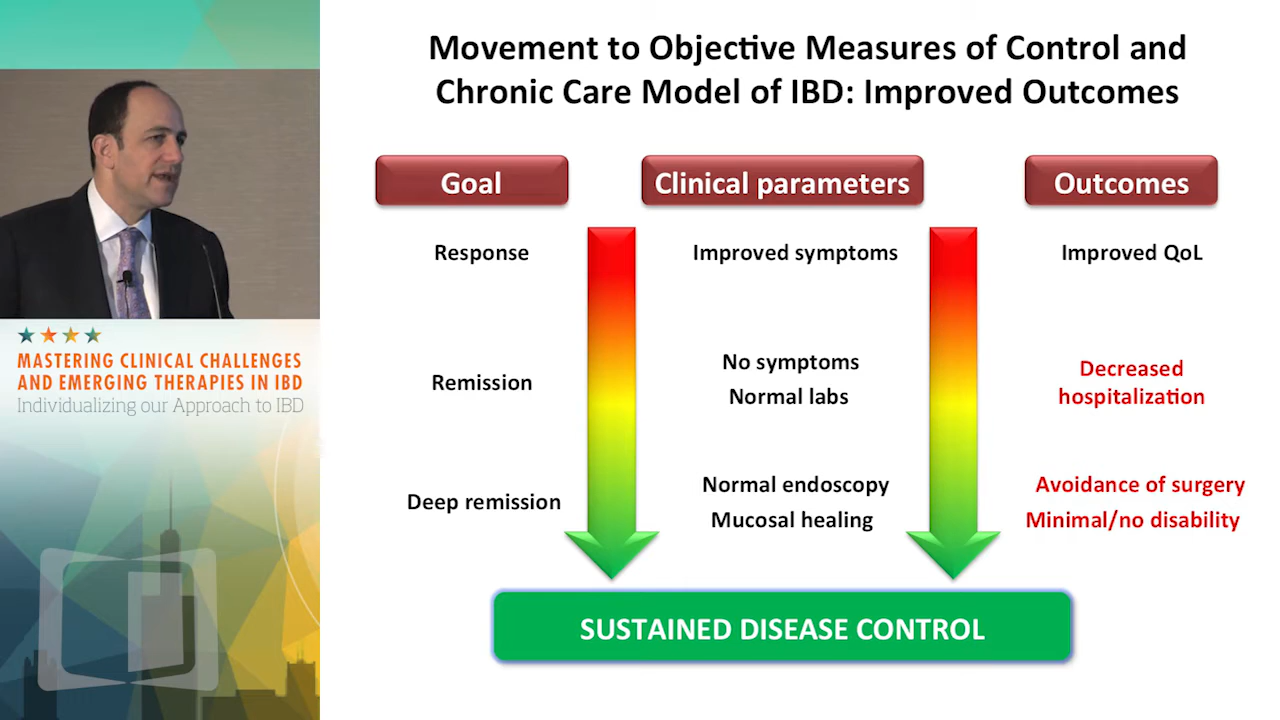 Movement to Objective Measures of Control and
Chronic Care Model of IBD: Improved Outcomes
Goal
Clinical parameters
Outcomes
Response
Improved symptoms
Improved QoL
Remission
No symptoms
Normal labs
Decreased
hospitalization
Deep remission
Normal endoscopy
Mucosal healing
Avoidance of surgery
Minimal/no disability
SUSTAINED DISEASE CONTROL
MASTERING CLINICAL CHALLENGES
AND EMERGING THERAPIES IN IBD
Individualizing our Approach to IBD